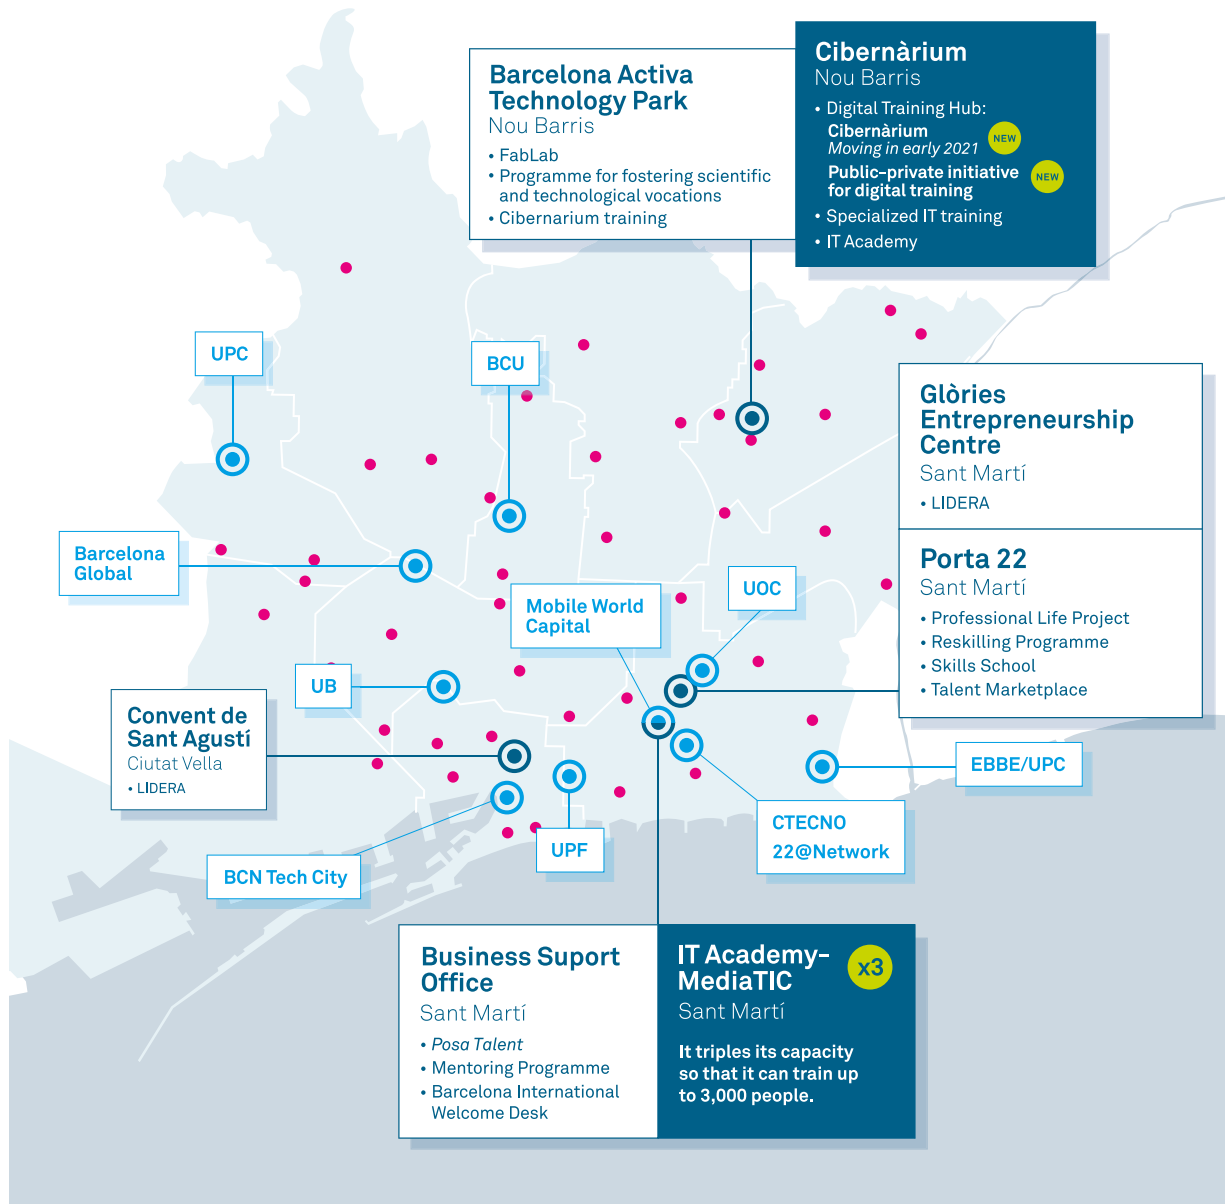 Barcelona Activa
Technology Park
Nou Barris
• FabLab
• Programme for fostering scientific
and technological vocations
• Cibernarium training
Cibernàrium
Nou Barris
• Digital Training Hub:
Cibernàrium
Moving in early 2021
NEW
Public-private initiative
for digital training
NEW
• Specialized IT training
• IT Academy
UPC
BCU
Glòries
Entrepreneurship
Centre
Sant Martí
• LIDERA
Porta 22
Sant Martí
• Professional Life Project
• Reskilling Programme
• Skills School
• Talent Marketplace
Barcelona
Global
Mobile World
Capital
UOC
UB
Convent de
Sant Agustí
Ciutat Vella
• LIDERA
EBBE/UPC
CTECNO
22@Network
UPF
BCN Tech City
Business Suport
Office
Sant Martí
• Posa Talent
• Mentoring Programme
• Barcelona International
Welcome Desk
IT Academy-
MediaTIC
x3
Sant Martí
It triples its capacity
so that it can train up
to 3,000 people.